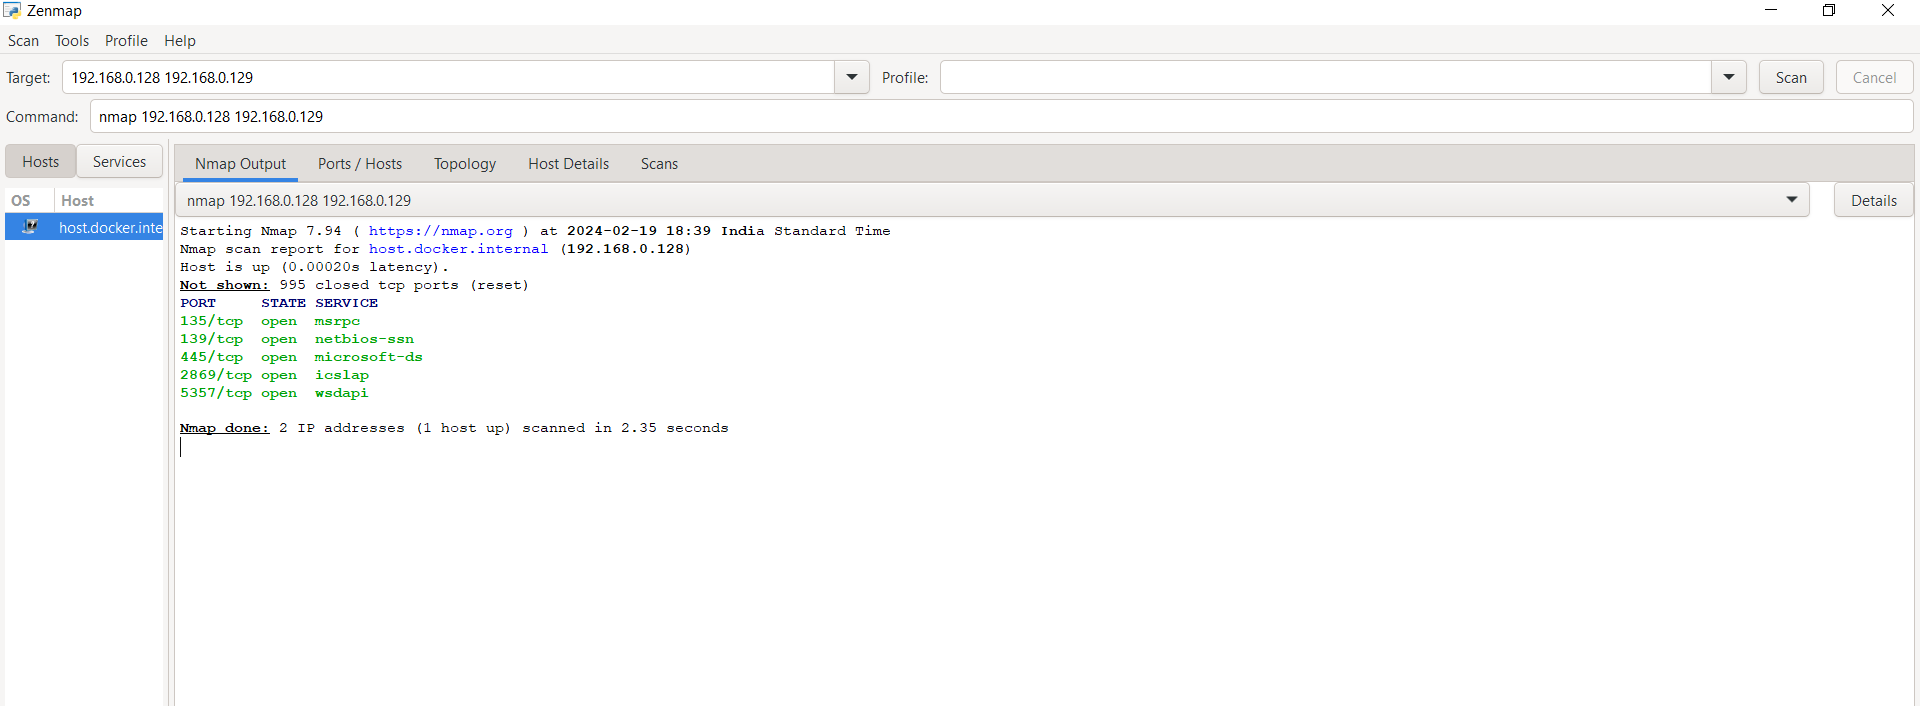 Zenmap
Scan Tools Profile Help
Target: 192.168.0.128 192.168.0.129 Profile: Scan Cancel
Command: nmap 192.168.0.128 192.168.0.129
Hosts Services
Nmap Output Ports / Hosts Topology Host Details Scans
OS Host
nmap 192.168.0.128 192.168.0.129 Details
host.docker.inte
Starting Nmap 7.94 ( https://nmap.org ) at 2024-02-19 18:39 India Standard Time
Nmap scan report for host.docker.internal (192.168.0.128)
Host is up (0.00020s latency).
Not shown: 995 closed tcp ports (reset)
PORT STATE SERVICE
135/tcp open msrpc
139/tcp open netbios-ssn
445/tcp open microsoft-ds
2869/tcp open icslap
5357/tcp open wsdapi
Nmap done: 2 IP addresses (1 host up) scanned in 2.35 seconds